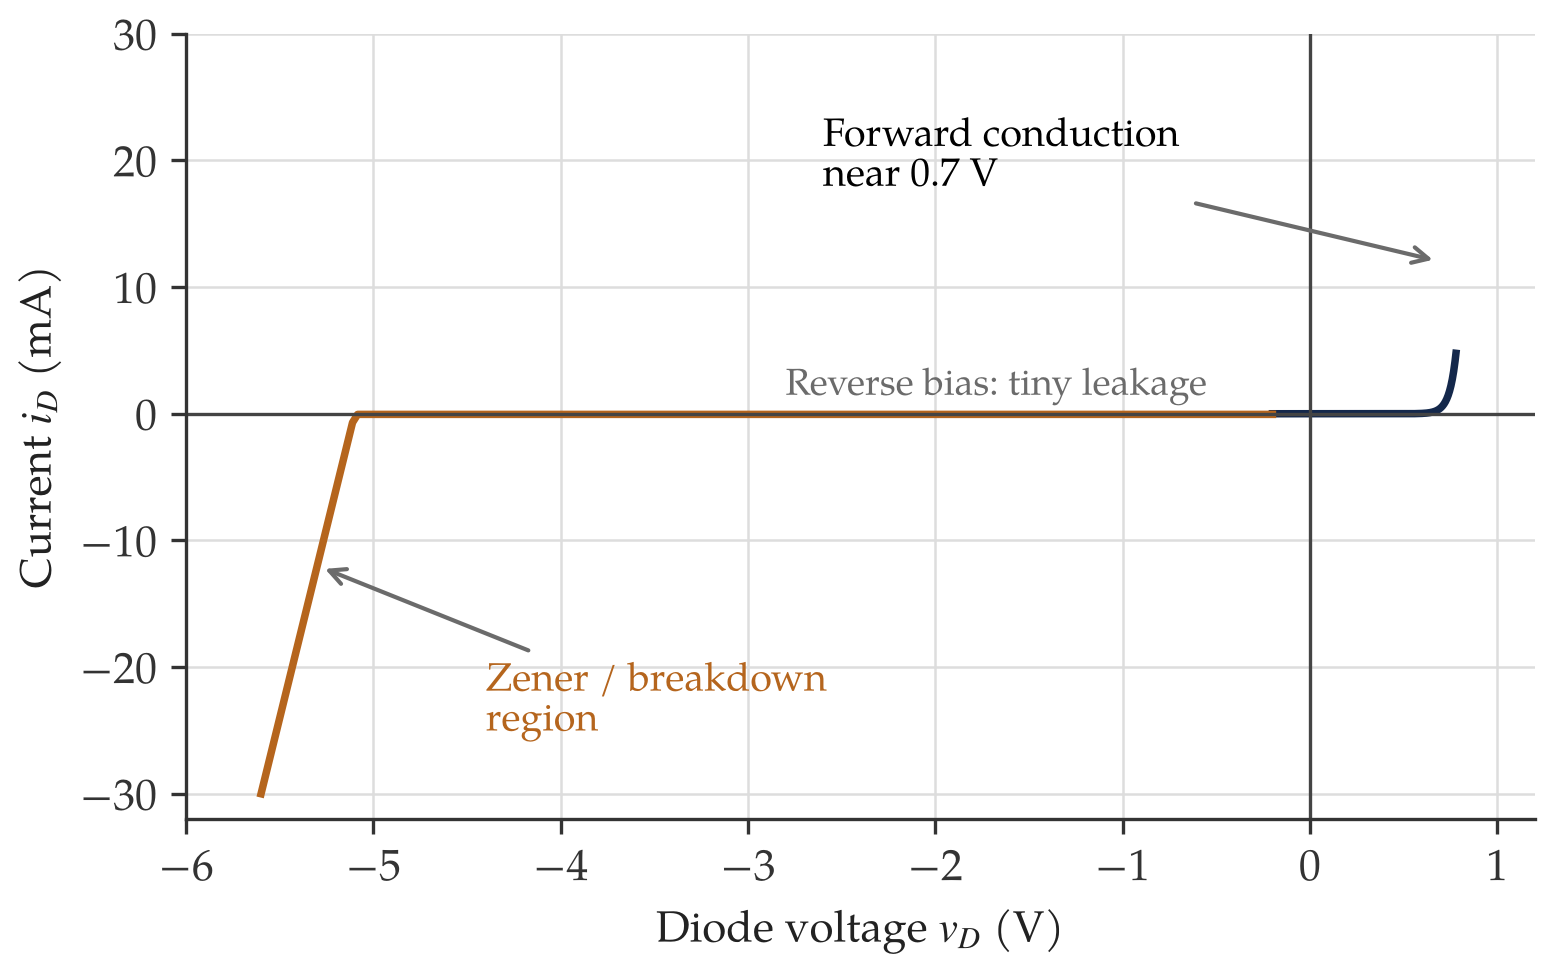 30
20
10
0
−10
−20
−30
Current i_D (mA)
Forward conduction
near 0.7 V
Reverse bias: tiny leakage
Zener / breakdown
region
−6 −5 −4 −3 −2 −1 0 1
Diode voltage v_D (V)